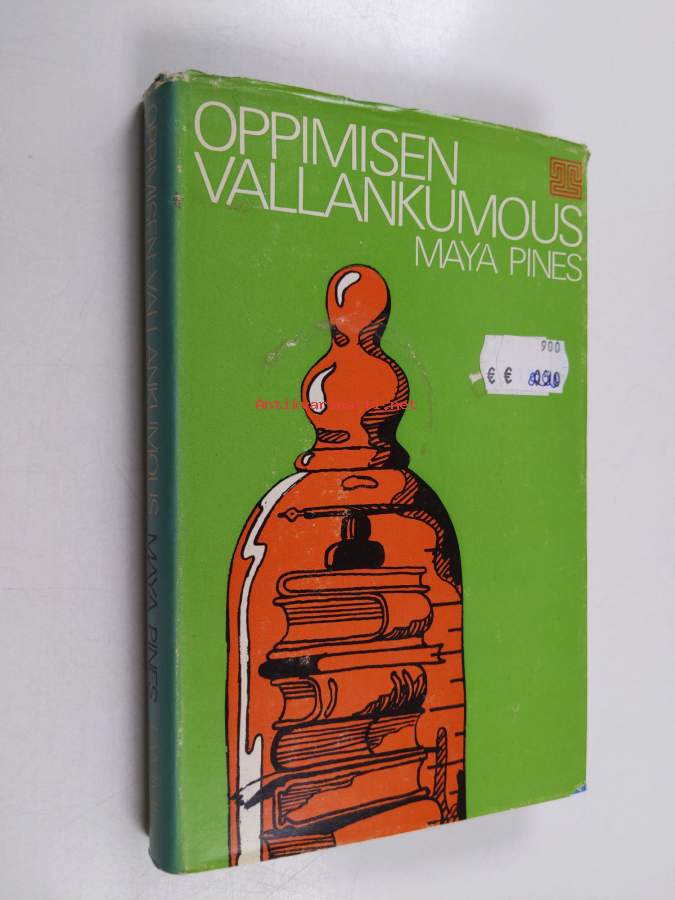 OPPIMISEN
VALLANKUMOUS
MAYA PINES
900
€ €
Antikvariaatti.net
OPPIMISEN VALLANKUMOUS MAYA PINES